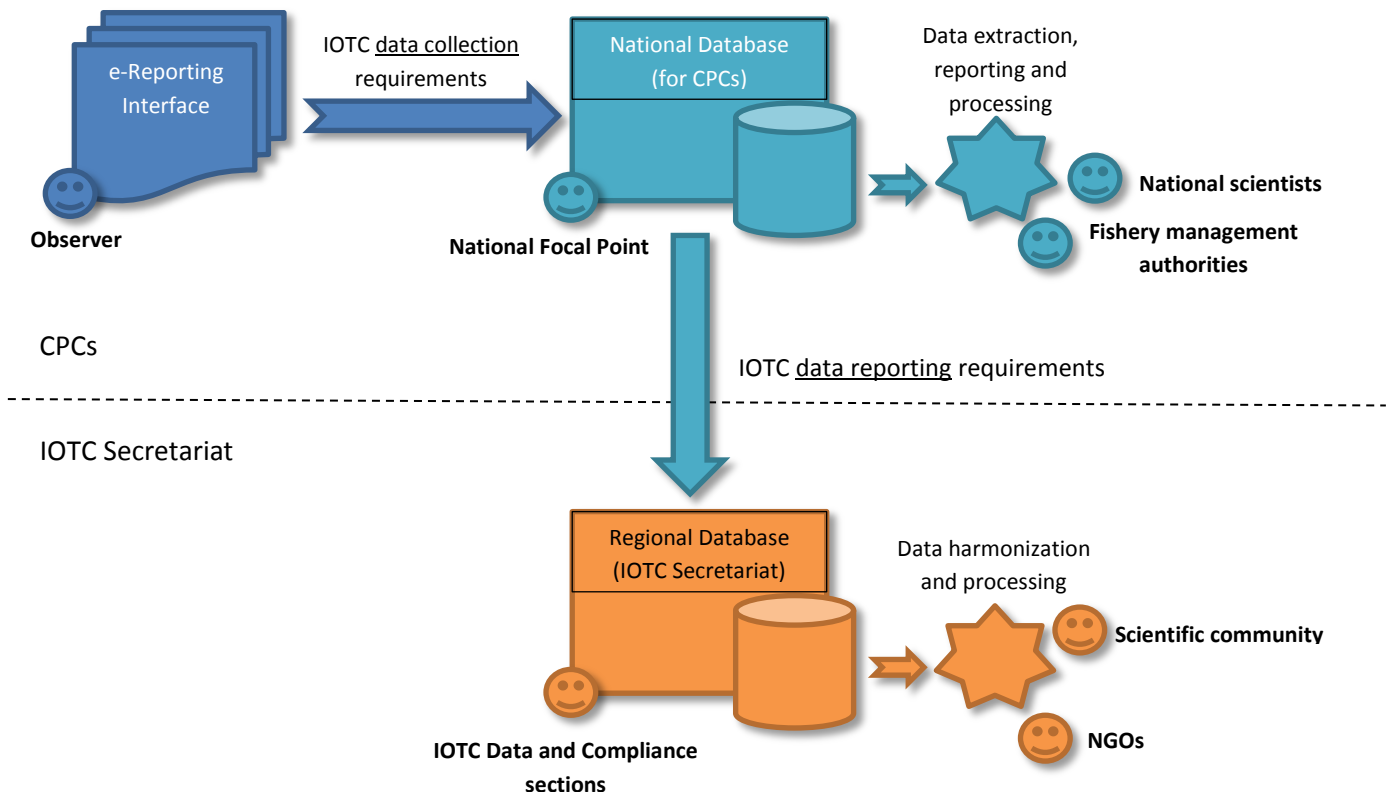 e-Reporting
Interface
Observer
IOTC data collection
requirements
National Database
(for CPCs)
National Focal Point
Data extraction,
reporting and
processing
National scientists
Fishery management
authorities
CPCs
IOTC data reporting requirements
IOTC Secretariat
Regional Database
(IOTC Secretariat)
IOTC Data and Compliance
sections
Data harmonization
and processing
Scientific community
NGOs